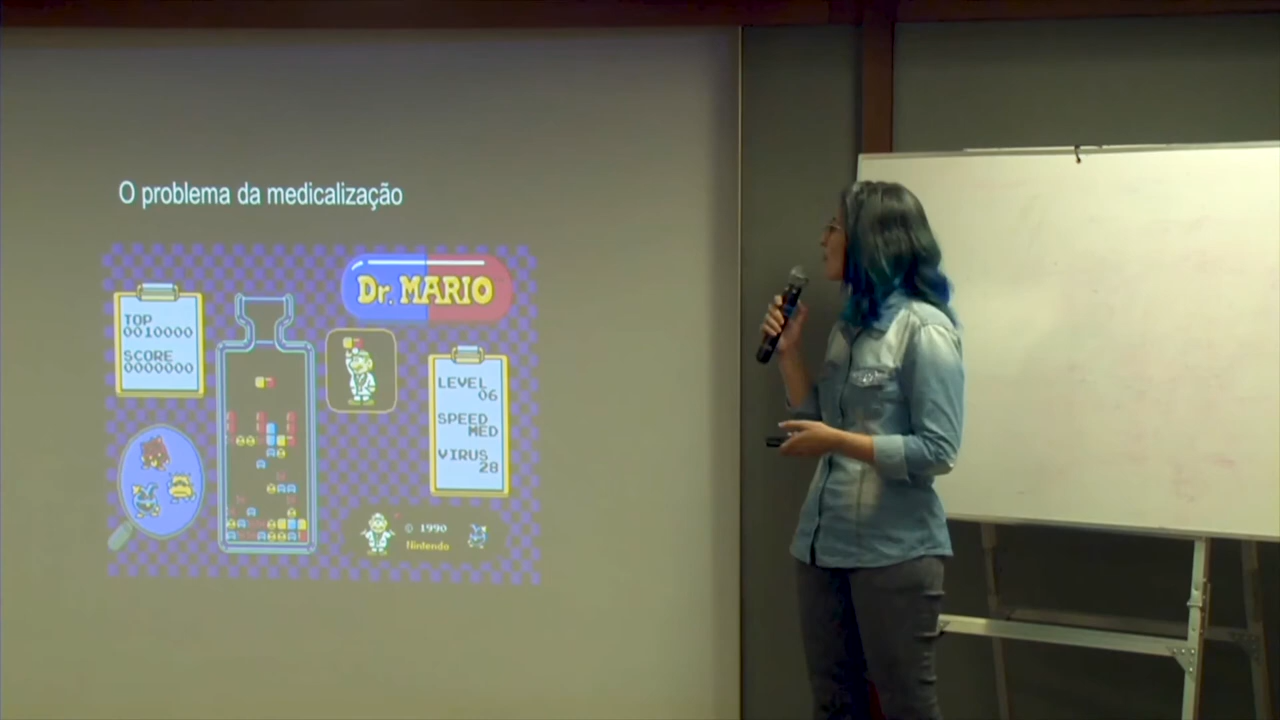 O problema da medicalização
Dr. MARIO
TOP
0010000
SCORE
0000000
LEVEL
06
SPEED
MED
VIRUS
28
© 1990
Nintendo